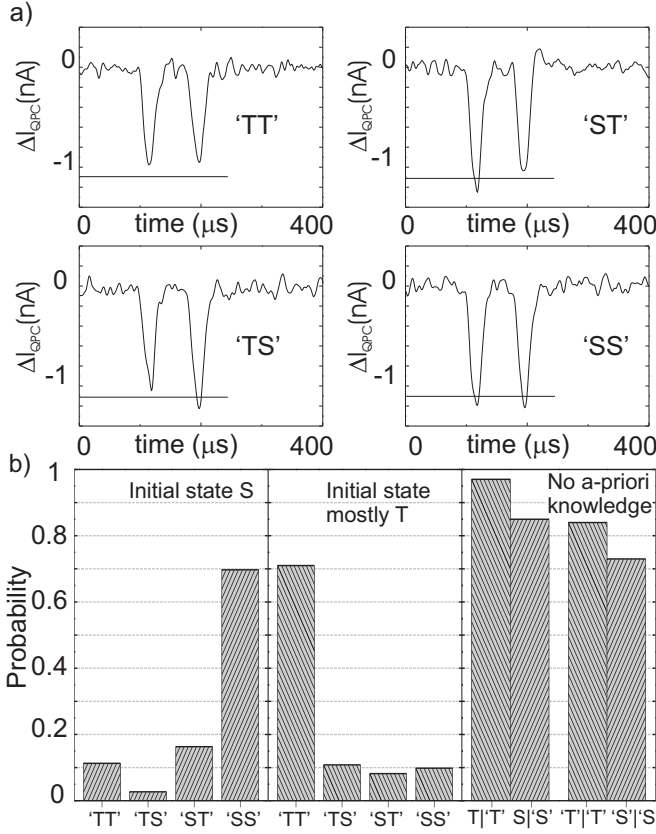 a)
0
-1
ΔI_QPC(nA)
‘TT’
0 time (μs) 400
0
-1
ΔI_QPC(nA)
‘ST’
0 time (μs) 400
0
-1
ΔI_QPC(nA)
‘TS’
0 time (μs) 400
0
-1
ΔI_QPC(nA)
‘SS’
0 time (μs) 400
b)
1
0.8
0.6
0.4
0.2
0
Probability
Initial state S
Initial state
mostly T
No a-priori
knowledge
‘TT’ ‘TS’ ‘ST’ ‘SS’
‘TT’ ‘TS’ ‘ST’ ‘SS’
T|‘T’ S|‘S’ ‘T’|‘T’ ‘S’|‘S